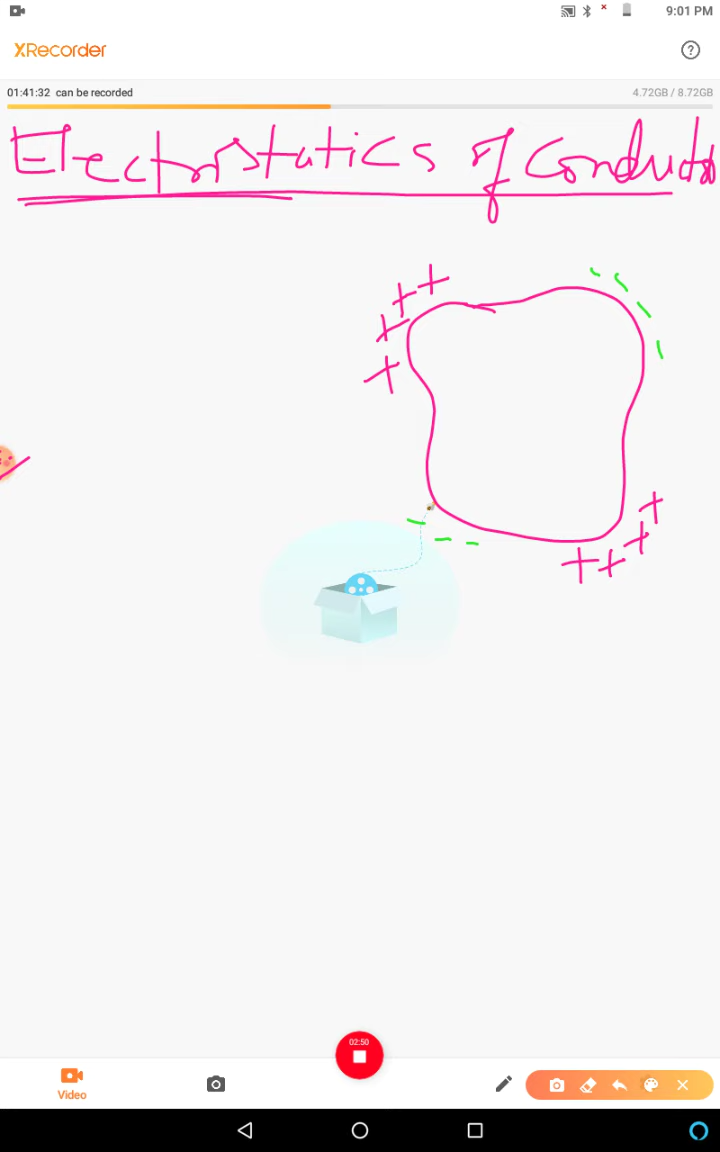 9:01 PM
XRecorder
01:41:32 can be recorded
4.72GB / 8.72GB
Electrostatics of Conducto
+ + + +
- - - -
+ + + +
- - -
02:50
Video